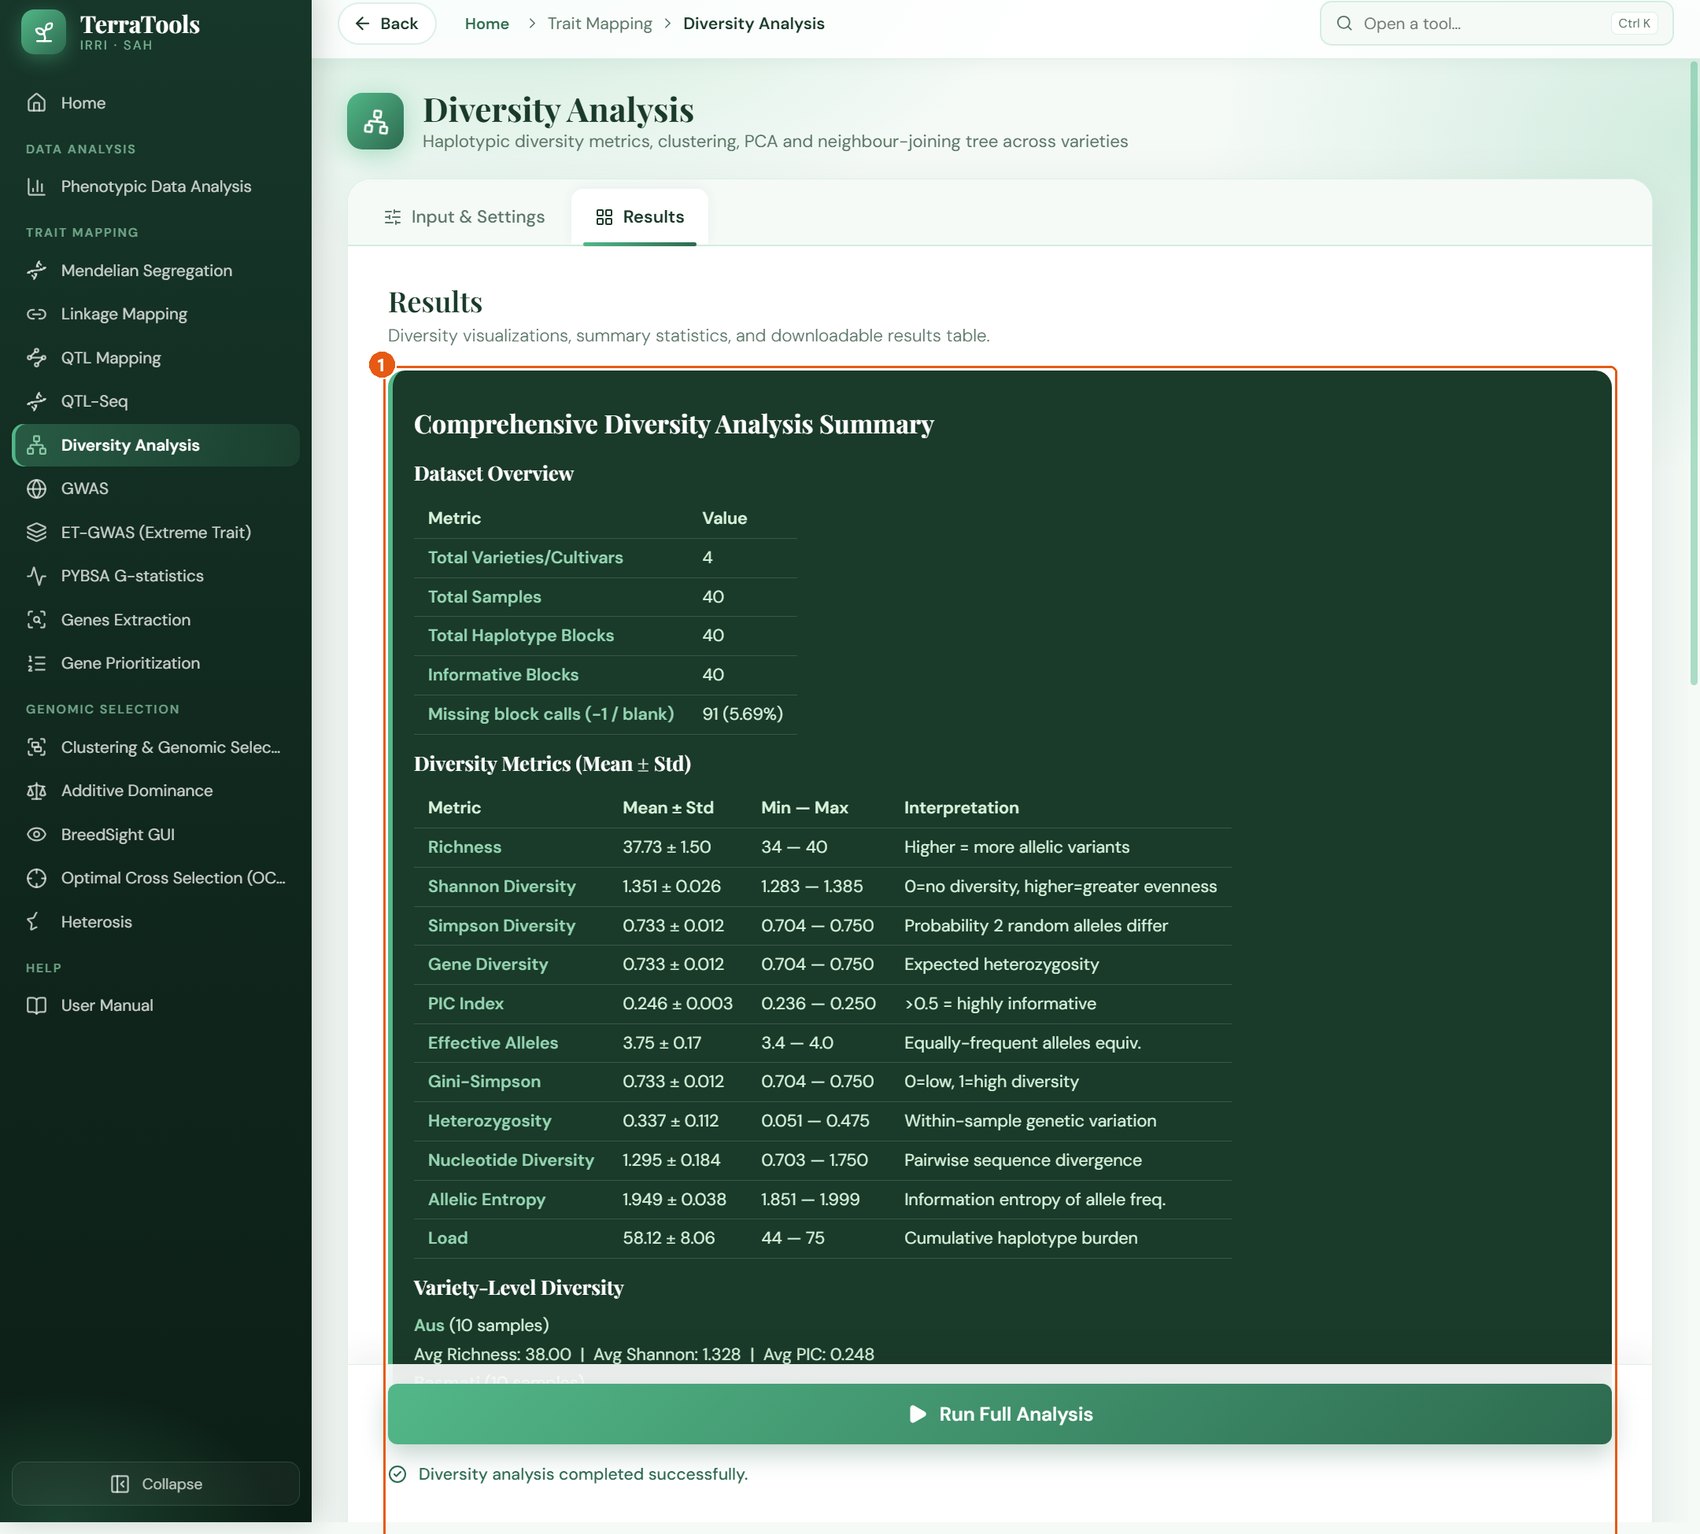 TerraTools
IRRI · SAH
Home
DATA ANALYSIS
Phenotypic Data Analysis
TRAIT MAPPING
Mendelian Segregation
Linkage Mapping
QTL Mapping
QTL-Seq
Diversity Analysis
GWAS
ET-GWAS (Extreme Trait)
PYBSA G-statistics
Genes Extraction
Gene Prioritization
GENOMIC SELECTION
Clustering & Genomic Selec...
Additive Dominance
BreedSight GUI
Optimal Cross Selection (OC...
Heterosis
HELP
User Manual
Collapse
Back Home > Trait Mapping > Diversity Analysis
Open a tool... Ctrl K
Diversity Analysis
Haplotypic diversity metrics, clustering, PCA and neighbour-joining tree across varieties
Input & Settings Results
Results
Diversity visualizations, summary statistics, and downloadable results table.
1
Comprehensive Diversity Analysis Summary
Dataset Overview
Metric Value
Total Varieties/Cultivars 4
Total Samples 40
Total Haplotype Blocks 40
Informative Blocks 40
Missing block calls (-1 / blank) 91 (5.69%)
Diversity Metrics (Mean ± Std)
Metric Mean ± Std Min — Max Interpretation
Richness 37.73 ± 1.50 34 — 40 Higher = more allelic variants
Shannon Diversity 1.351 ± 0.026 1.283 — 1.385 0=no diversity, higher=greater evenness
Simpson Diversity 0.733 ± 0.012 0.704 — 0.750 Probability 2 random alleles differ
Gene Diversity 0.733 ± 0.012 0.704 — 0.750 Expected heterozygosity
PIC Index 0.246 ± 0.003 0.236 — 0.250 >0.5 = highly informative
Effective Alleles 3.75 ± 0.17 3.4 — 4.0 Equally-frequent alleles equiv.
Gini-Simpson 0.733 ± 0.012 0.704 — 0.750 0=low, 1=high diversity
Heterozygosity 0.337 ± 0.112 0.051 — 0.475 Within-sample genetic variation
Nucleotide Diversity 1.295 ± 0.184 0.703 — 1.750 Pairwise sequence divergence
Allelic Entropy 1.949 ± 0.038 1.851 — 1.999 Information entropy of allele freq.
Load 58.12 ± 8.06 44 — 75 Cumulative haplotype burden
Variety-Level Diversity
Aus (10 samples)
Avg Richness: 38.00 | Avg Shannon: 1.328 | Avg PIC: 0.248
Basmati (10 samples)
Run Full Analysis
Diversity analysis completed successfully.